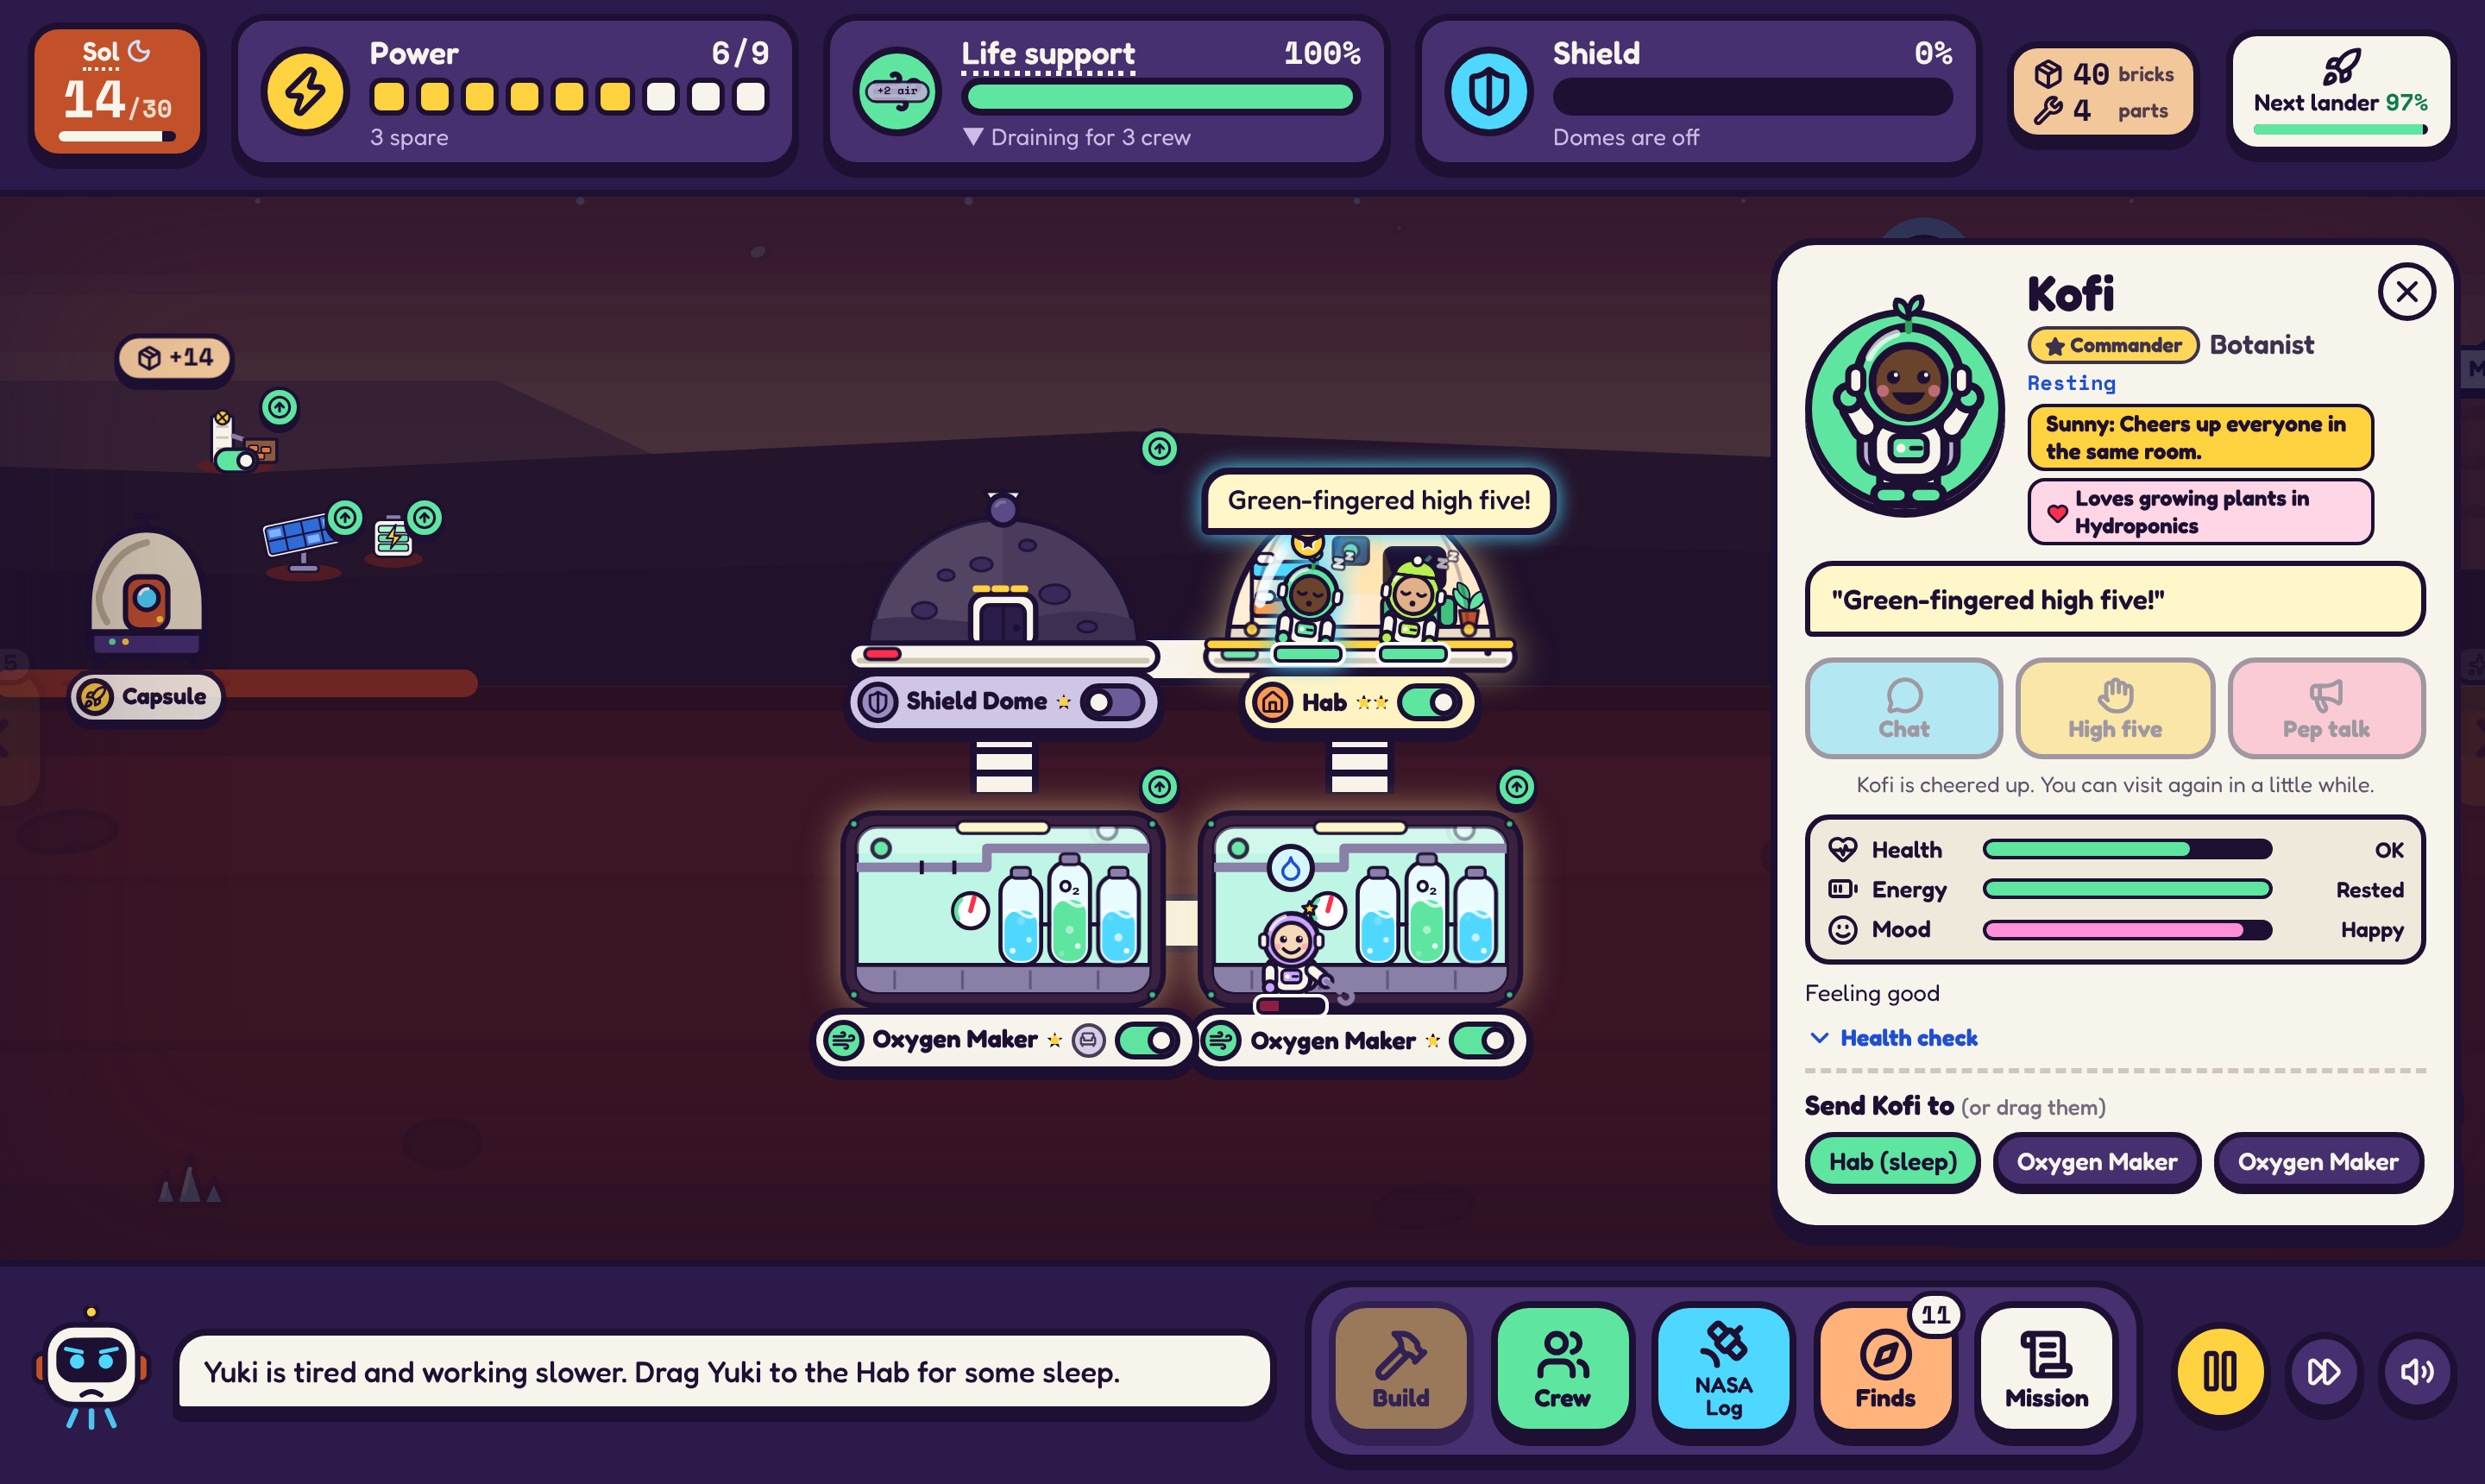 Sol
14/30
Power
6/9
3 spare
+2 air
Life support
100%
Draining for 3 crew
Shield
0%
Domes are off
40 bricks
4 parts
Next lander 97%
+14
Capsule
5
Shield Dome
Green-fingered high five!
Hab
O₂
O₂
Oxygen Maker
Oxygen Maker
Kofi
Commander
Botanist
Resting
Sunny: Cheers up everyone in
the same room.
Loves growing plants in
Hydroponics
"Green-fingered high five!"
Chat
High five
Pep talk
Kofi is cheered up. You can visit again in a little while.
Health
OK
Energy
Rested
Mood
Happy
Feeling good
Health check
Send Kofi to (or drag them)
Hab (sleep)
Oxygen Maker
Oxygen Maker
Yuki is tired and working slower. Drag Yuki to the Hab for some sleep.
Build
Crew
NASA
Log
11
Finds
Mission